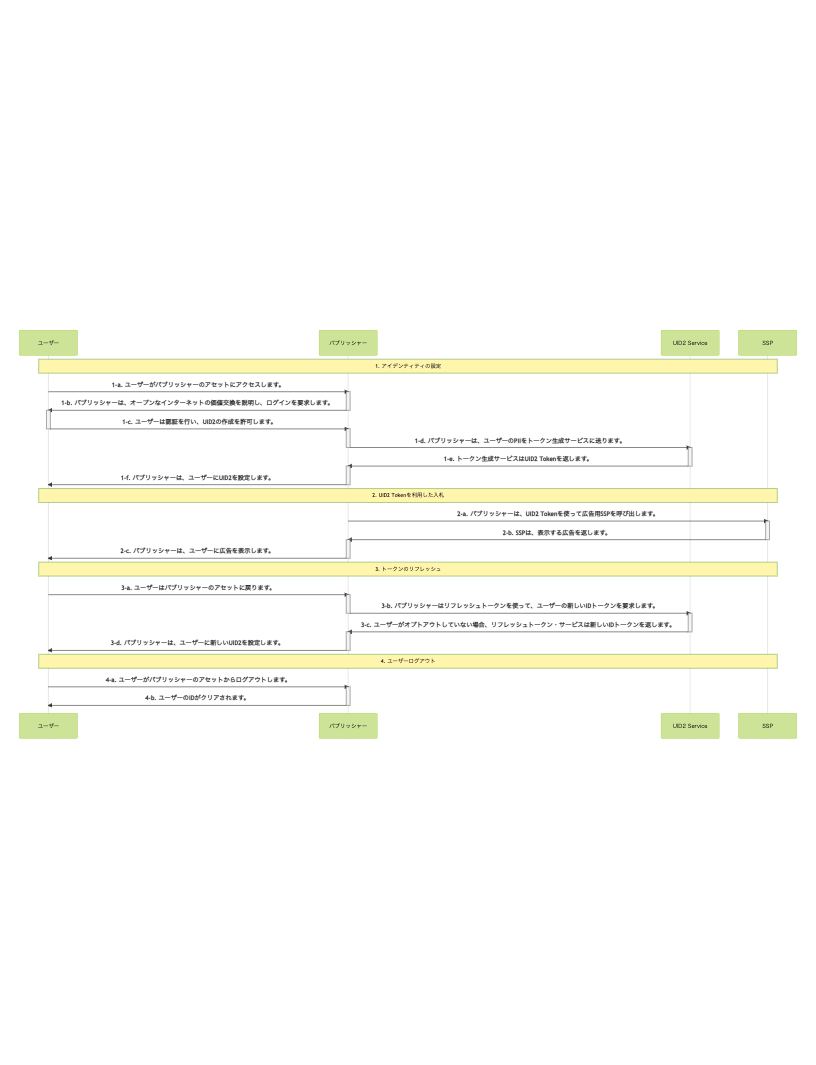 ユーザー
パブリッシャー
UID2 Service
SSP
1. アイデンティティの設定
1-a. ユーザーがパブリッシャーのアセットにアクセスします。
1-b. パブリッシャーは、オープンなインターネットの価値交換を説明し、ログインを要求します。
1-c. ユーザーは認証を行い、UID2の作成を許可します。
1-d. パブリッシャーは、ユーザーのPIIをトークン生成サービスに送ります。
1-e. トークン生成サービスはUID2 Tokenを返します。
1-f. パブリッシャーは、ユーザーにUID2を設定します。
2. UID2 Tokenを利用した入札
2-a. パブリッシャーは、UID2 Tokenを使って広告用SSPを呼び出します。
2-b. SSPは、表示する広告を返します。
2-c. パブリッシャーは、ユーザーに広告を表示します。
3. トークンのリフレッシュ
3-a. ユーザーはパブリッシャーのアセットに戻ります。
3-b. パブリッシャーはリフレッシュトークンを使って、ユーザーの新しいIDトークンを要求します。
3-c. ユーザーがオプトアウトしていない場合、リフレッシュトークン・サービスは新しいIDトークンを返します。
3-d. パブリッシャーは、ユーザーに新しいUID2を設定します。
4. ユーザーログアウト
4-a. ユーザーがパブリッシャーのアセットからログアウトします。
4-b. ユーザーのIDがクリアされます。
ユーザー
パブリッシャー
UID2 Service
SSP